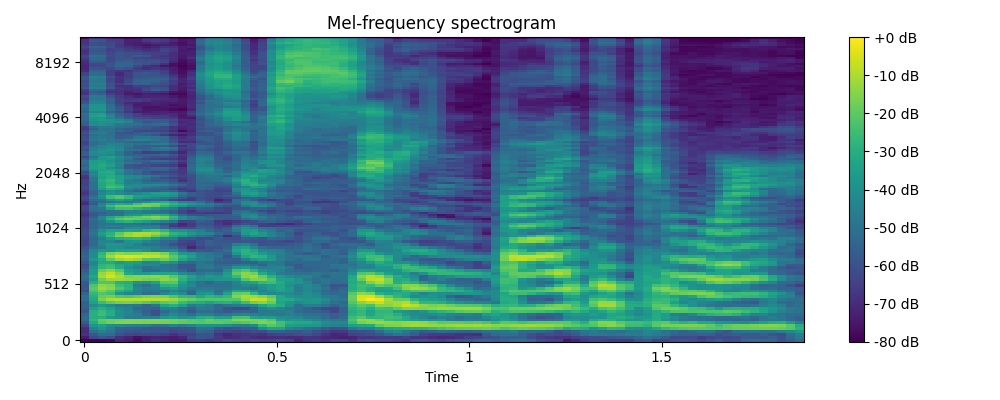 Mel-frequency spectrogram
Hz
8192
4096
2048
1024
512
0
0
0.5
1
1.5
Time
+0 dB
-10 dB
-20 dB
-30 dB
-40 dB
-50 dB
-60 dB
-70 dB
-80 dB